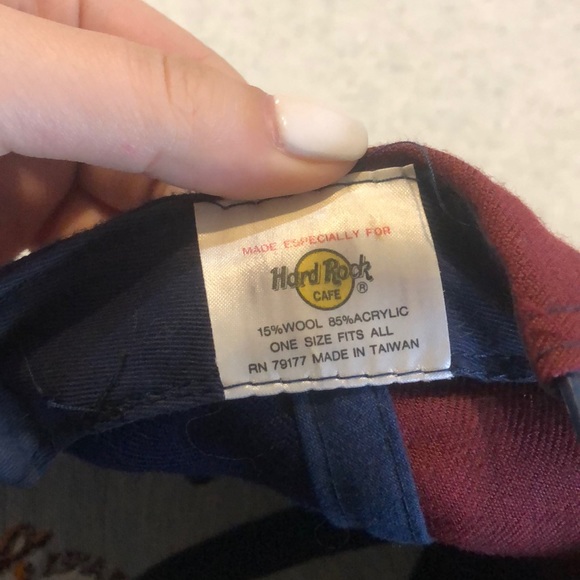 MADE ESPECIALLY FOR
Hard Rock
CAFE ®
15%WOOL 85%ACRYLIC
ONE SIZE FITS ALL
RN 79177 MADE IN TAIWAN